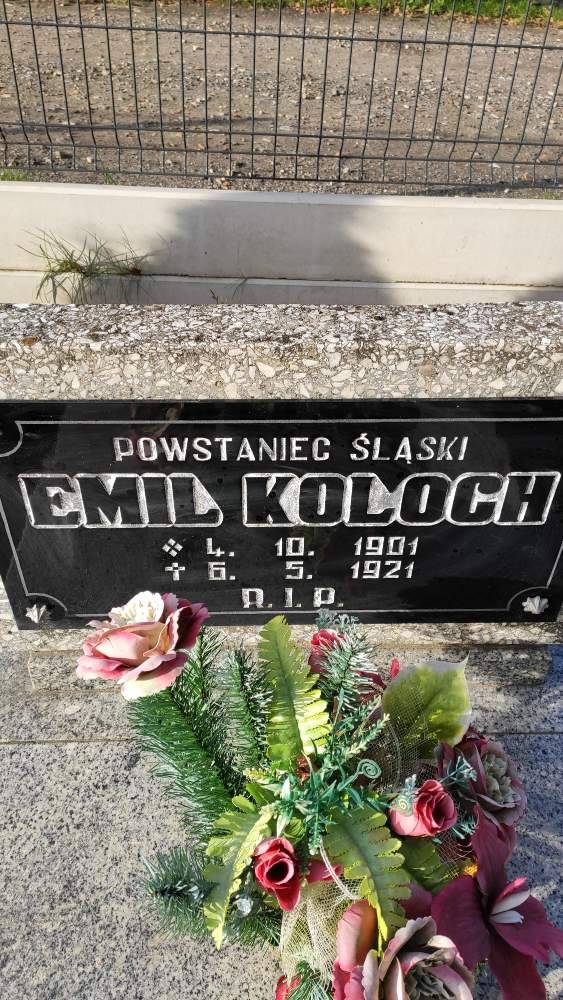 POWSTANIEC ŚLĄSKI
EMIL KOLOCH
4. 10. 1901
✝ 6. 5. 1921
R.I.P.